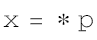 x = *p